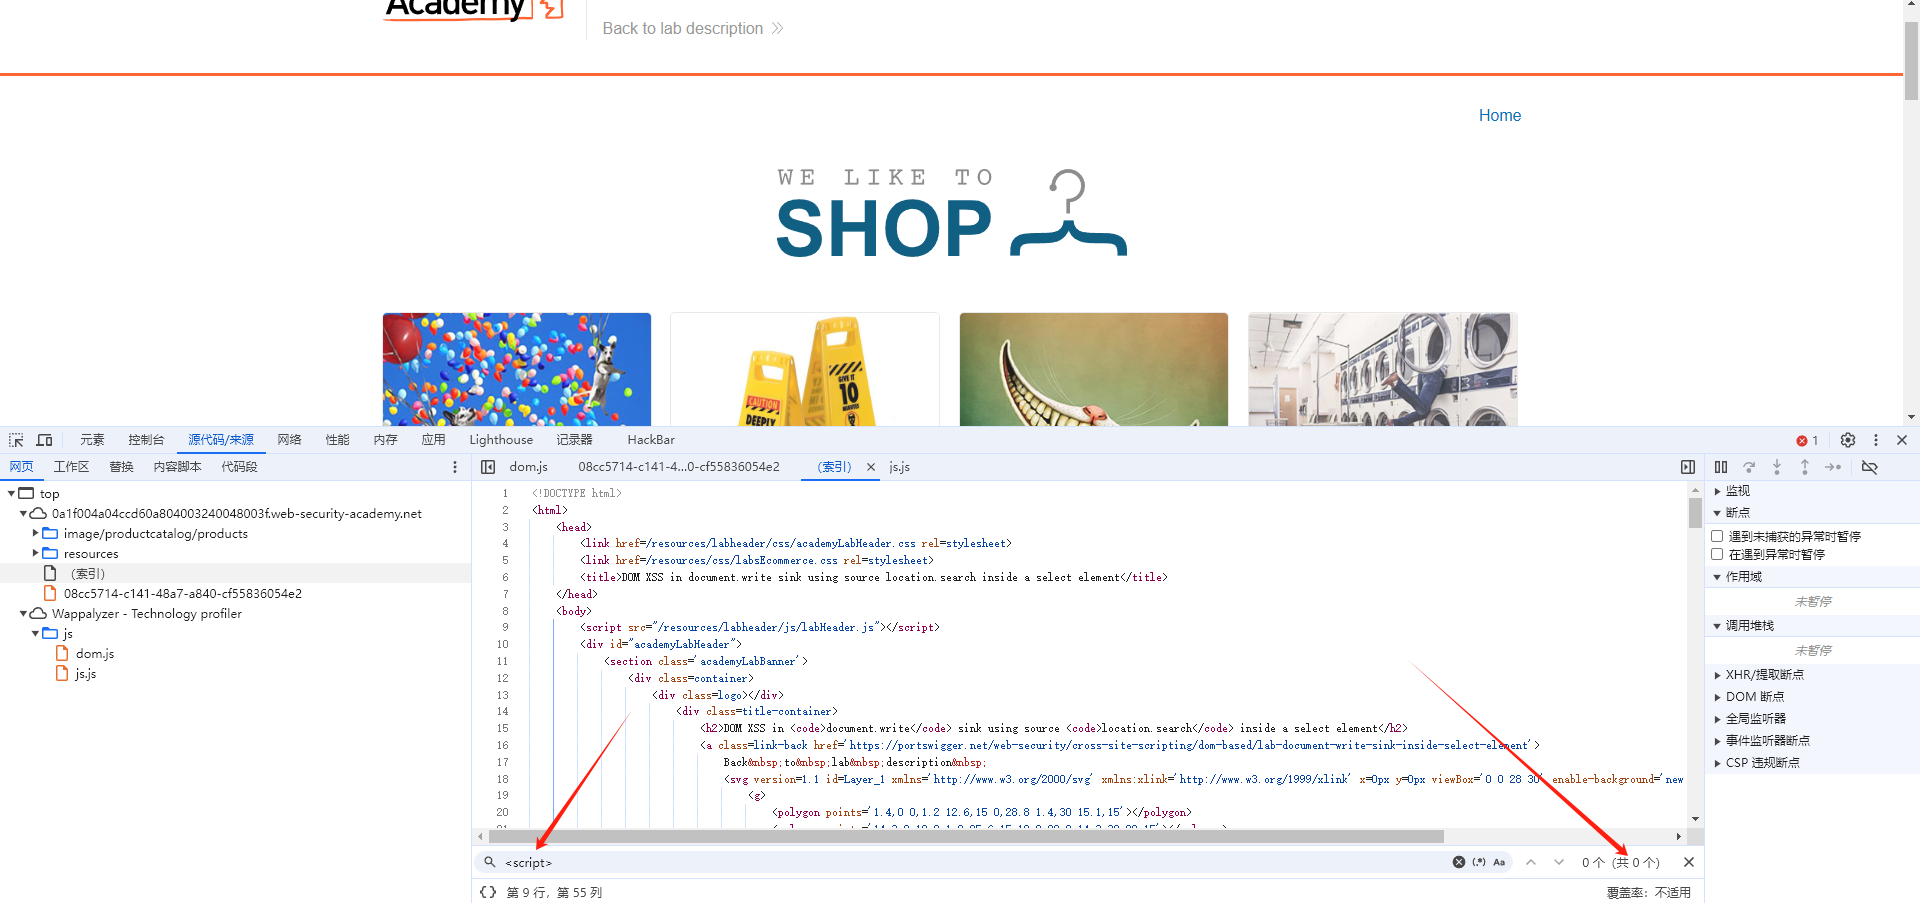 Academy
Back to lab description
Home
WE LIKE TO
SHOP
CAUTION
DEEPLY
GIVE IT
10
MINUTES
元素 控制台 源代码/来源 网络 性能 内存 应用 Lighthouse 记录器 HackBar 1
网页 工作区 替换 内容脚本 代码段
dom.js 08cc5714-c141-4...0-cf55836054e2 （索引） js.js
top
0a1f004a04ccd60a804003240048003f.web-security-academy.net
image/productcatalog/products
resources
（索引）
08cc5714-c141-48a7-a840-cf55836054e2
Wappalyzer - Technology profiler
js
dom.js
js.js
1 <!DOCTYPE html>
2 <html>
3 <head>
4 <link href=/resources/labheader/css/academyLabHeader.css rel=stylesheet>
5 <link href=/resources/css/labsEcommerce.css rel=stylesheet>
6 <title>DOM XSS in document.write sink using source location.search inside a select element</title>
7 </head>
8 <body>
9 <script src="/resources/labheader/js/labHeader.js"></script>
10 <div id="academyLabHeader">
11 <section class='academyLabBanner'>
12 <div class=container>
13 <div class=logo></div>
14 <div class=title-container>
15 <h2>DOM XSS in <code>document.write</code> sink using source <code>location.search</code> inside a select element</h2>
16 <a class=link-back href='https://portswigger.net/web-security/cross-site-scripting/dom-based/lab-document-write-sink-inside-select-element'>
17 Back&nbsp;to&nbsp;lab&nbsp;description&nbsp;
18 <svg version=1.1 id=Layer_1 xmlns='http://www.w3.org/2000/svg' xmlns:xlink='http://www.w3.org/1999/xlink' x=0px y=0px viewBox='0 0 28 30' enable-background='new
19 <g>
20 <polygon points='1.4,0 0,1.2 12.6,15 0,28.8 1.4,30 15.1,15'></polygon>
<script>
(.*) Aa
0 个 (共 0 个)
{} 第 9 行，第 55 列
覆盖率：不适用
监视
断点
遇到未捕获的异常时暂停
在遇到异常时暂停
作用域
未暂停
调用堆栈
未暂停
XHR/提取断点
DOM 断点
全局监听器
事件监听器断点
CSP 违规断点